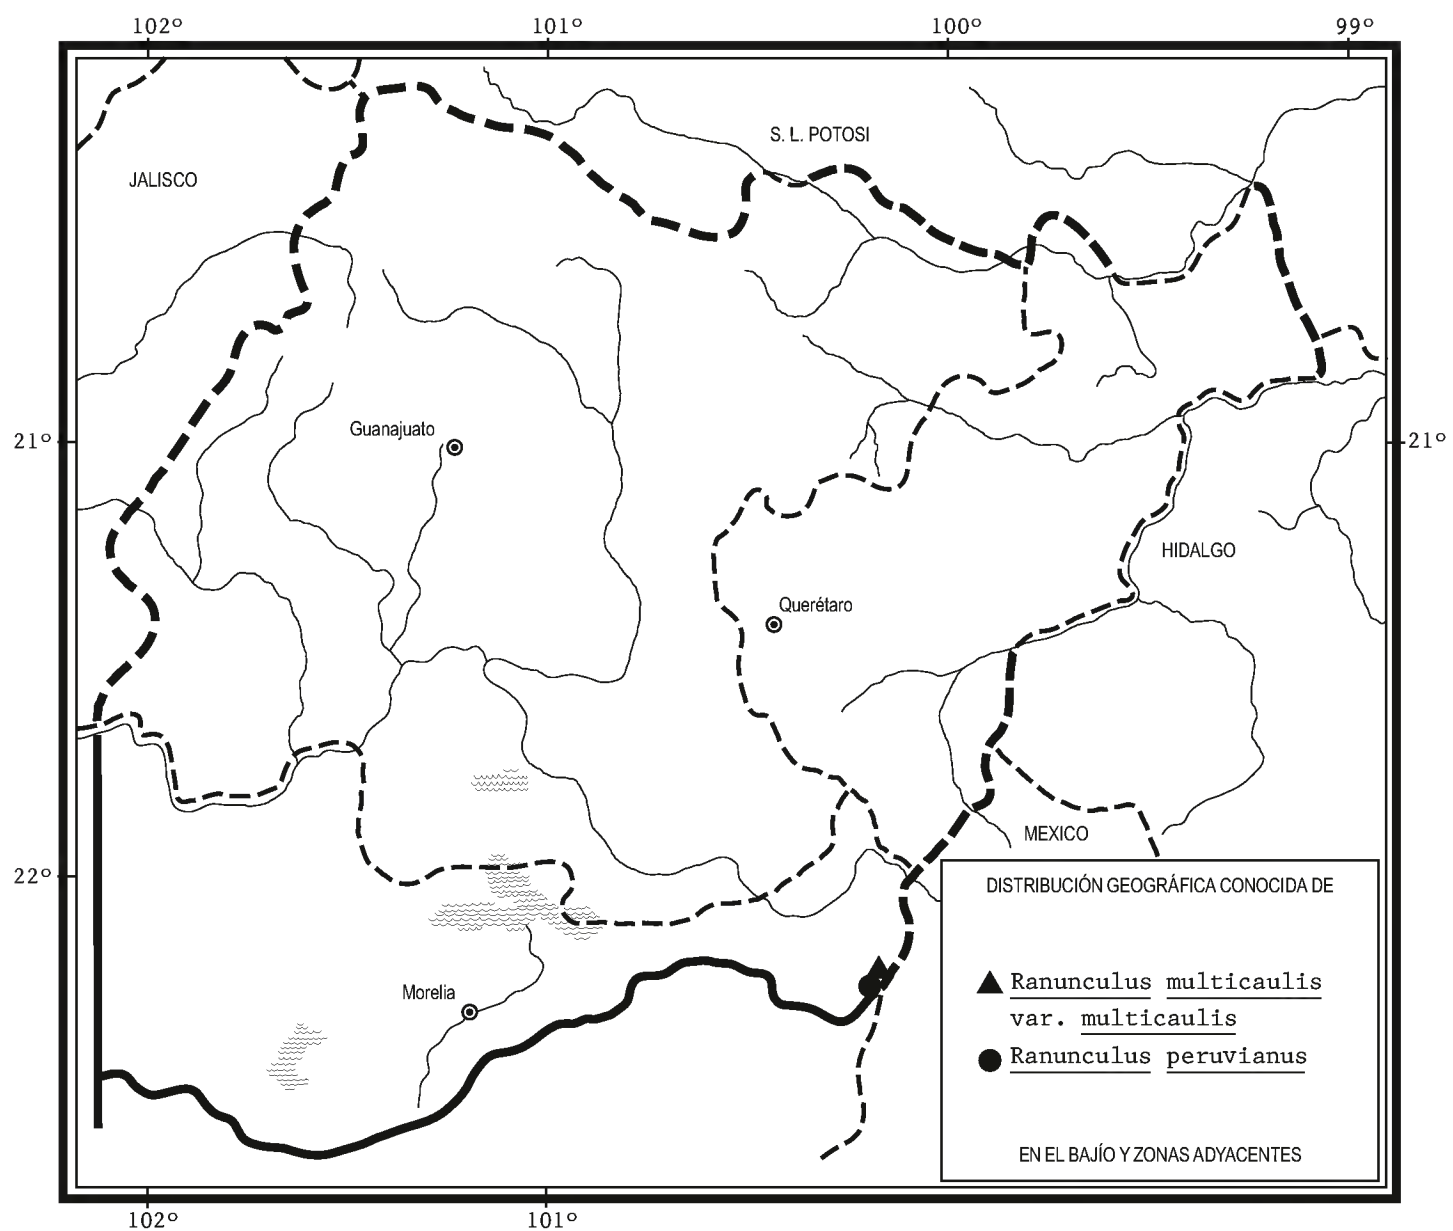 102º 101º 100º 99º
S. L. POTOSI
JALISCO
Guanajuato
21º 21º
HIDALGO
Querétaro
MEXICO
22º
DISTRIBUCIÓN GEOGRÁFICA CONOCIDA DE
Ranunculus multicaulis
var. multicaulis
Ranunculus peruvianus
EN EL BAJÍO Y ZONAS ADYACENTES
Morelia
102º 101º